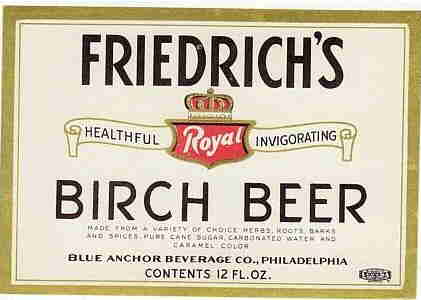 FRIEDRICH'S
HEALTHFUL Royal INVIGORATING
BIRCH BEER
MADE FROM A VARIETY OF CHOICE HERBS, ROOTS, BARKS
AND SPICES, PURE CANE SUGAR, CARBONATED WATER AND
CARAMEL COLOR
BLUE ANCHOR BEVERAGE CO., PHILADELPHIA
CONTENTS 12 FL. OZ.